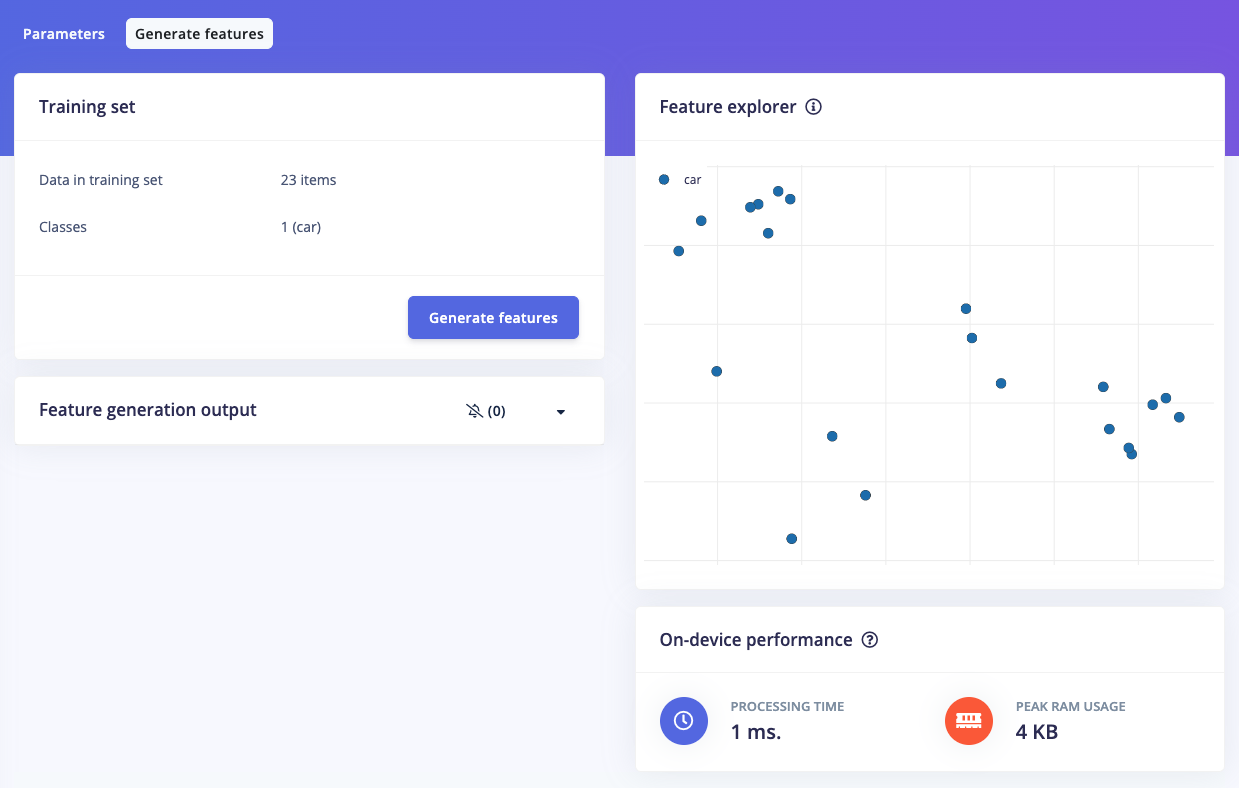 Parameters
Generate features
Training set
Data in training set 23 items
Classes 1 (car)
Generate features
Feature generation output (0)
Feature explorer
car
On-device performance
PROCESSING TIME
1 ms.
PEAK RAM USAGE
4 KB